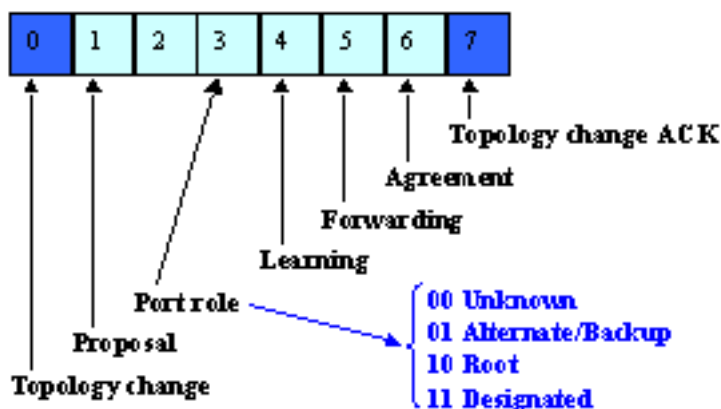 0 1 2 3 4 5 6 7
Topology change ACK
Agreement
Forwarding
Learning
Port role
00 Unknown
01 Alternate/Backup
10 Root
11 Designated
Proposal
Topology change